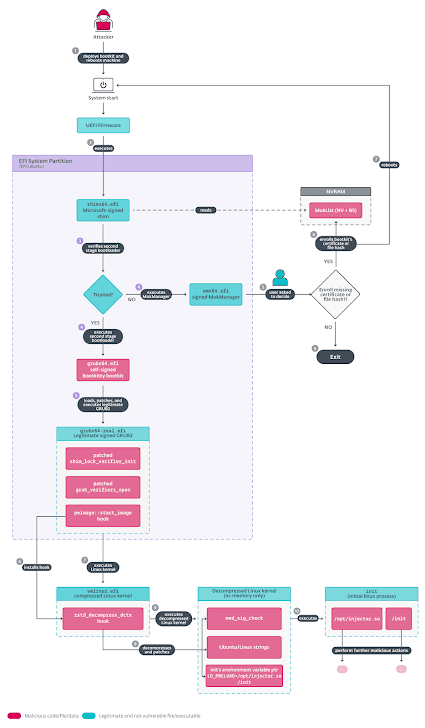 Attacker
1
deploys bootkit and
reboots machine
System start
UEFI Firmware
2
executes
EFI System Partition
shimx64.efi
Microsoft-signed
shim
reads
NVRAM
MokList (NV + BS)
7
reboots
6
enrolls bootkit's
certificate or
file hash
YES
3
verifies second
stage bootloader
Trusted?
NO
4
executes
MokManager
mmx64.efi
signed MokManager
5
user asked
to decide
Enroll missing
certificate or
file hash?
NO
Exit
YES
4
executes
second stage
bootloader
grubx64.efi
self-signed
Bootkitty bootkit
5
loads, patches, and
executes legitimate
GRUB2
grubx64-real.efi
Legitimate signed GRUB2
patched
shim_lock_verifier_init
patched
grub_verifiers_open
peimage::start_image
hook
6
installs hook
7
executes
Linux kernel
vmlinuz.efi
compressed Linux kernel
zstd_decompress_dctx
hook
9
executes
decompressed
Linux kernel
8
decompresses
and patches
Decompressed Linux kernel
(in-memory only)
mod_sig_check
Ubuntu/Linux strings
Init's environment variable ptr
LD_PRELOAD=/opt/injector.so
/init
10
executes
init
(initial linux process)
/opt/injector.so
/init
perform further malicious actions
...
...
Malicious code/file/data
Legitimate and not vulnerable file/executable